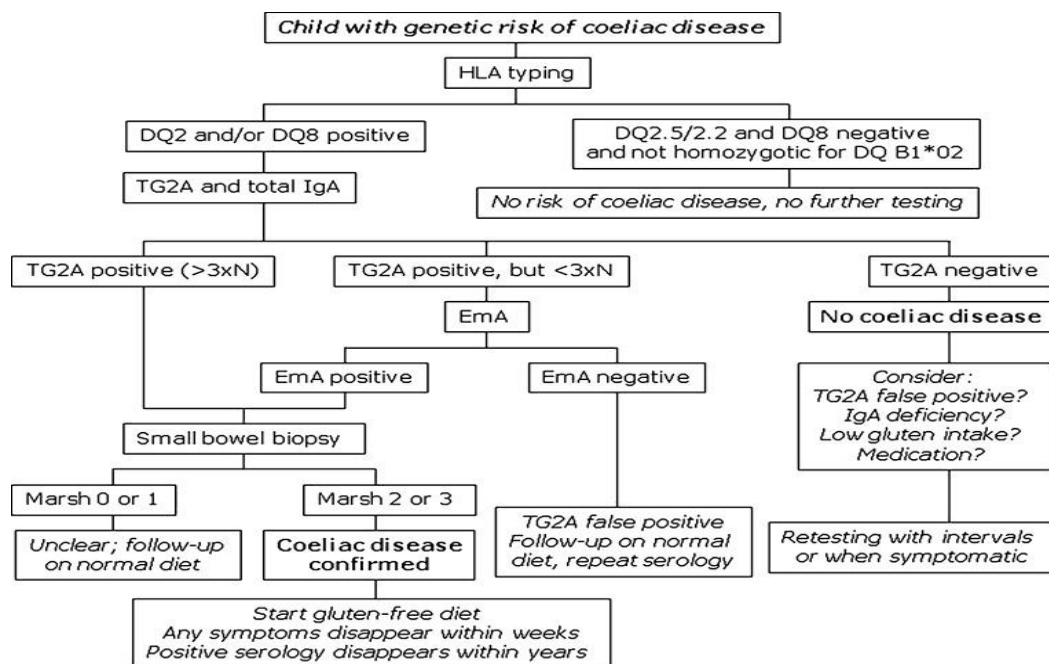 Child with genetic risk of coeliac disease
HLA typing
DQ2 and/or DQ8 positive
DQ2.5/2.2 and DQ8 negative
and not homozygotic for DQ B1*02
TG2A and total IgA
No risk of coeliac disease, no further testing
TG2A positive (>3xN)
TG2A positive, but <3xN
TG2A negative
EmA
No coeliac disease
EmA positive
EmA negative
Consider:
TG2A false positive?
IgA deficiency?
Low gluten intake?
Medication?
Small bowel biopsy
Marsh 0 or 1
Marsh 2 or 3
Unclear; follow-up
on normal diet
Coeliac disease
confirmed
TG2A false positive
Follow-up on normal
diet, repeat serology
Retesting with intervals
or when symptomatic
Start gluten-free diet
Any symptoms disappear within weeks
Positive serology disappears within years